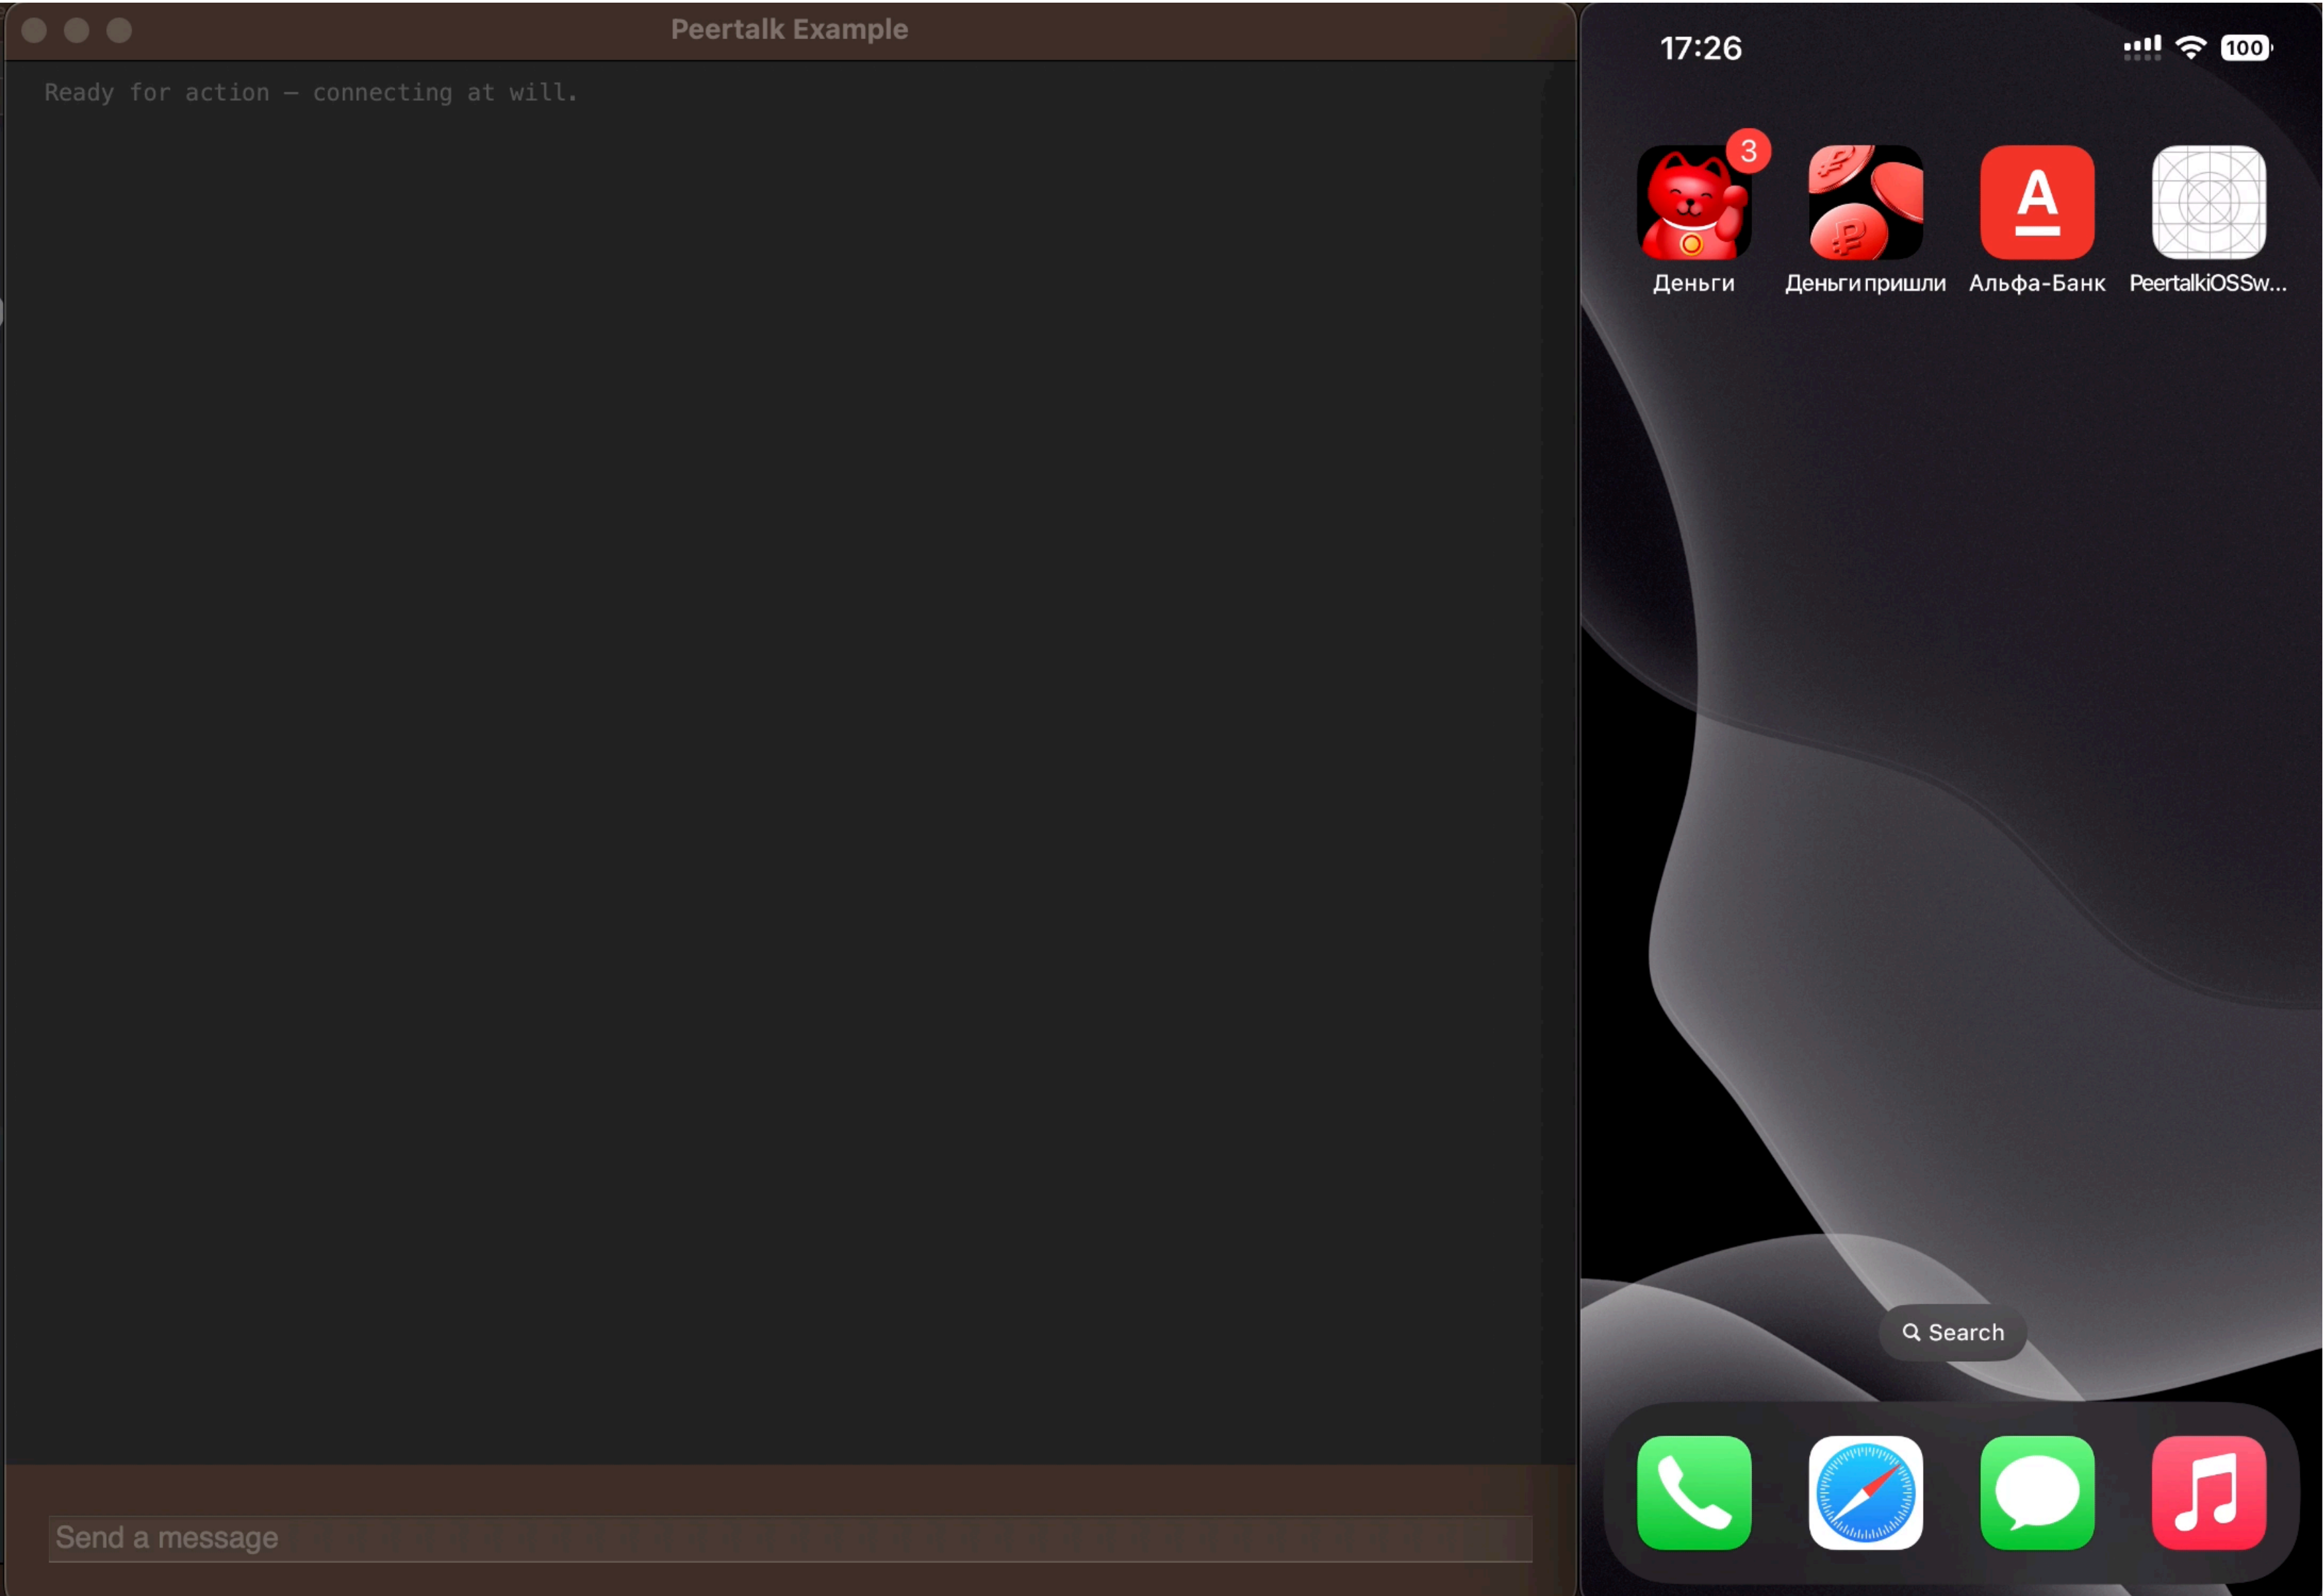 Peertalk Example
Ready for action — connecting at will.
Send a message
17:26
100
3
Деньги
Деньги пришли
А
Альфа-Банк
PeertalkiOSSw...
Search